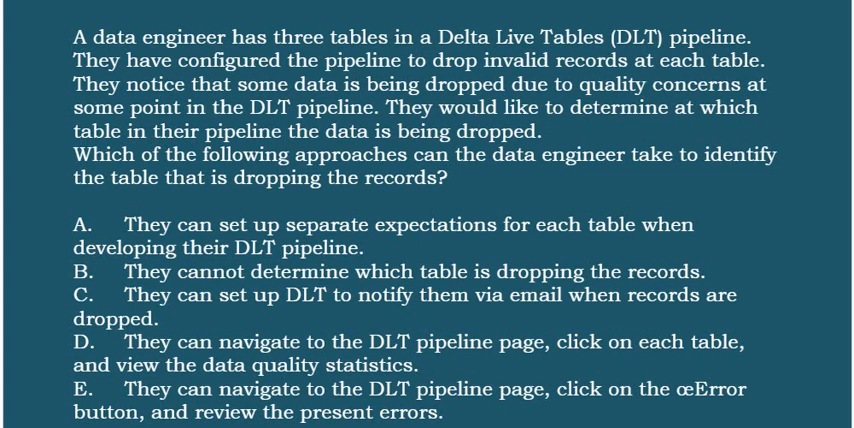 A data engineer has three tables in a Delta Live Tables (DLT) pipeline.
They have configured the pipeline to drop invalid records at each table.
They notice that some data is being dropped due to quality concerns at
some point in the DLT pipeline. They would like to determine at which
table in their pipeline the data is being dropped.
Which of the following approaches can the data engineer take to identify
the table that is dropping the records?
A. They can set up separate expectations for each table when
developing their DLT pipeline.
B. They cannot determine which table is dropping the records.
C. They can set up DLT to notify them via email when records are
dropped.
D. They can navigate to the DLT pipeline page, click on each table,
and view the data quality statistics.
E. They can navigate to the DLT pipeline page, click on the œError
button, and review the present errors.